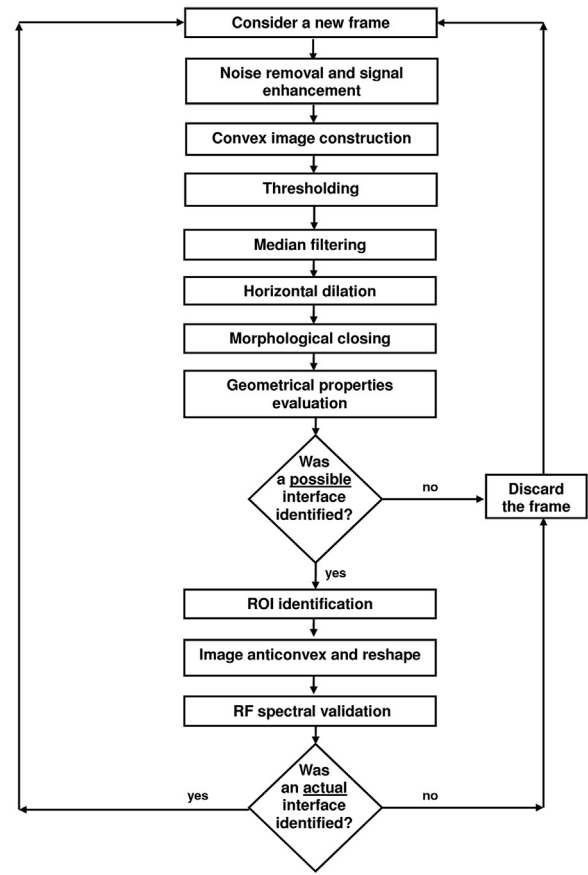 Consider a new frame
Noise removal and signal
enhancement
Convex image construction
Thresholding
Median filtering
Horizontal dilation
Morphological closing
Geometrical properties
evaluation
Was
a possible
interface
identified?
no
Discard
the frame
yes
ROI identification
Image anticonvex and reshape
RF spectral validation
Was
an actual
interface
identified?
yes
no